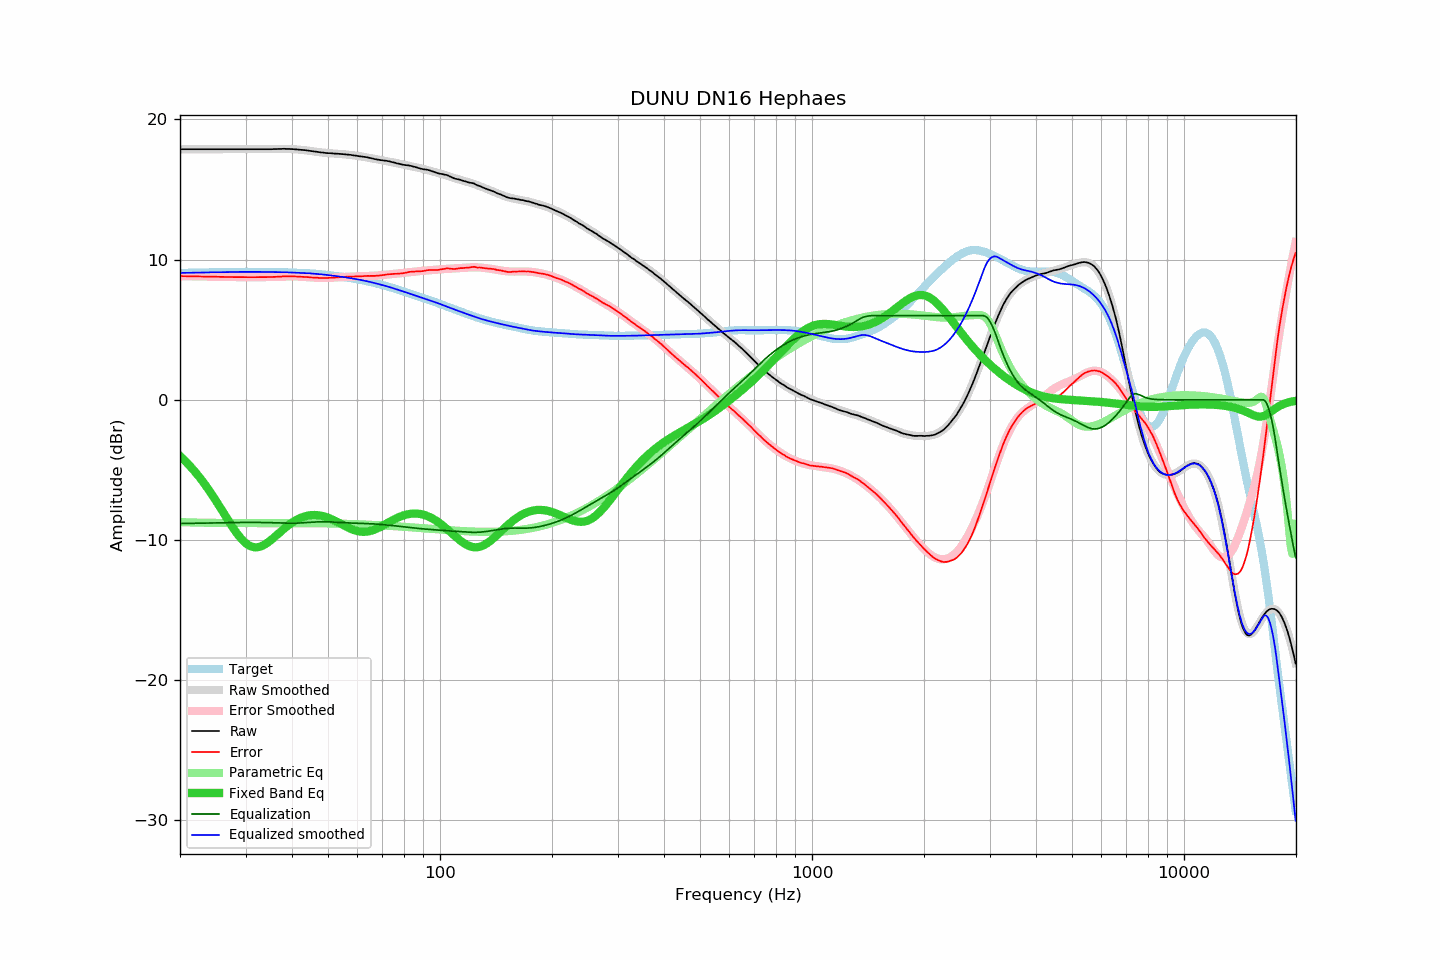 DUNU DN16 Hephaes
20
10
0
−10
−20
−30
Amplitude (dBr)
Target
Raw Smoothed
Error Smoothed
Raw
Error
Parametric Eq
Fixed Band Eq
Equalization
Equalized smoothed
100
1000
10000
Frequency (Hz)